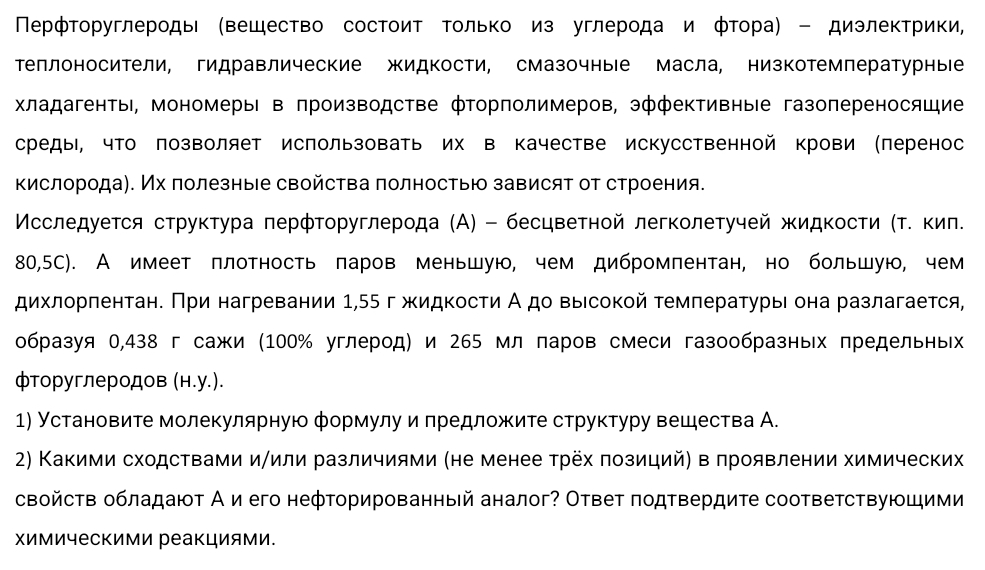 Перфторуглероды (вещество состоит только из углерода и фтора) – диэлектрики,
теплоносители, гидравлические жидкости, смазочные масла, низкотемпературные
хладагенты, мономеры в производстве фторполимеров, эффективные газопереносящие
среды, что позволяет использовать их в качестве искусственной крови (перенос
кислорода). Их полезные свойства полностью зависят от строения.
Исследуется структура перфторуглерода (А) – бесцветной легколетучей жидкости (т. кип.
80,5С). А имеет плотность паров меньшую, чем дибромпентан, но большую, чем
дихлорпентан. При нагревании 1,55 г жидкости А до высокой температуры она разлагается,
образуя 0,438 г сажи (100% углерод) и 265 мл паров смеси газообразных предельных
фторуглеродов (н.у.).
1) Установите молекулярную формулу и предложите структуру вещества А.
2) Какими сходствами и/или различиями (не менее трёх позиций) в проявлении химических
свойств обладают А и его нефторированный аналог? Ответ подтвердите соответствующими
химическими реакциями.